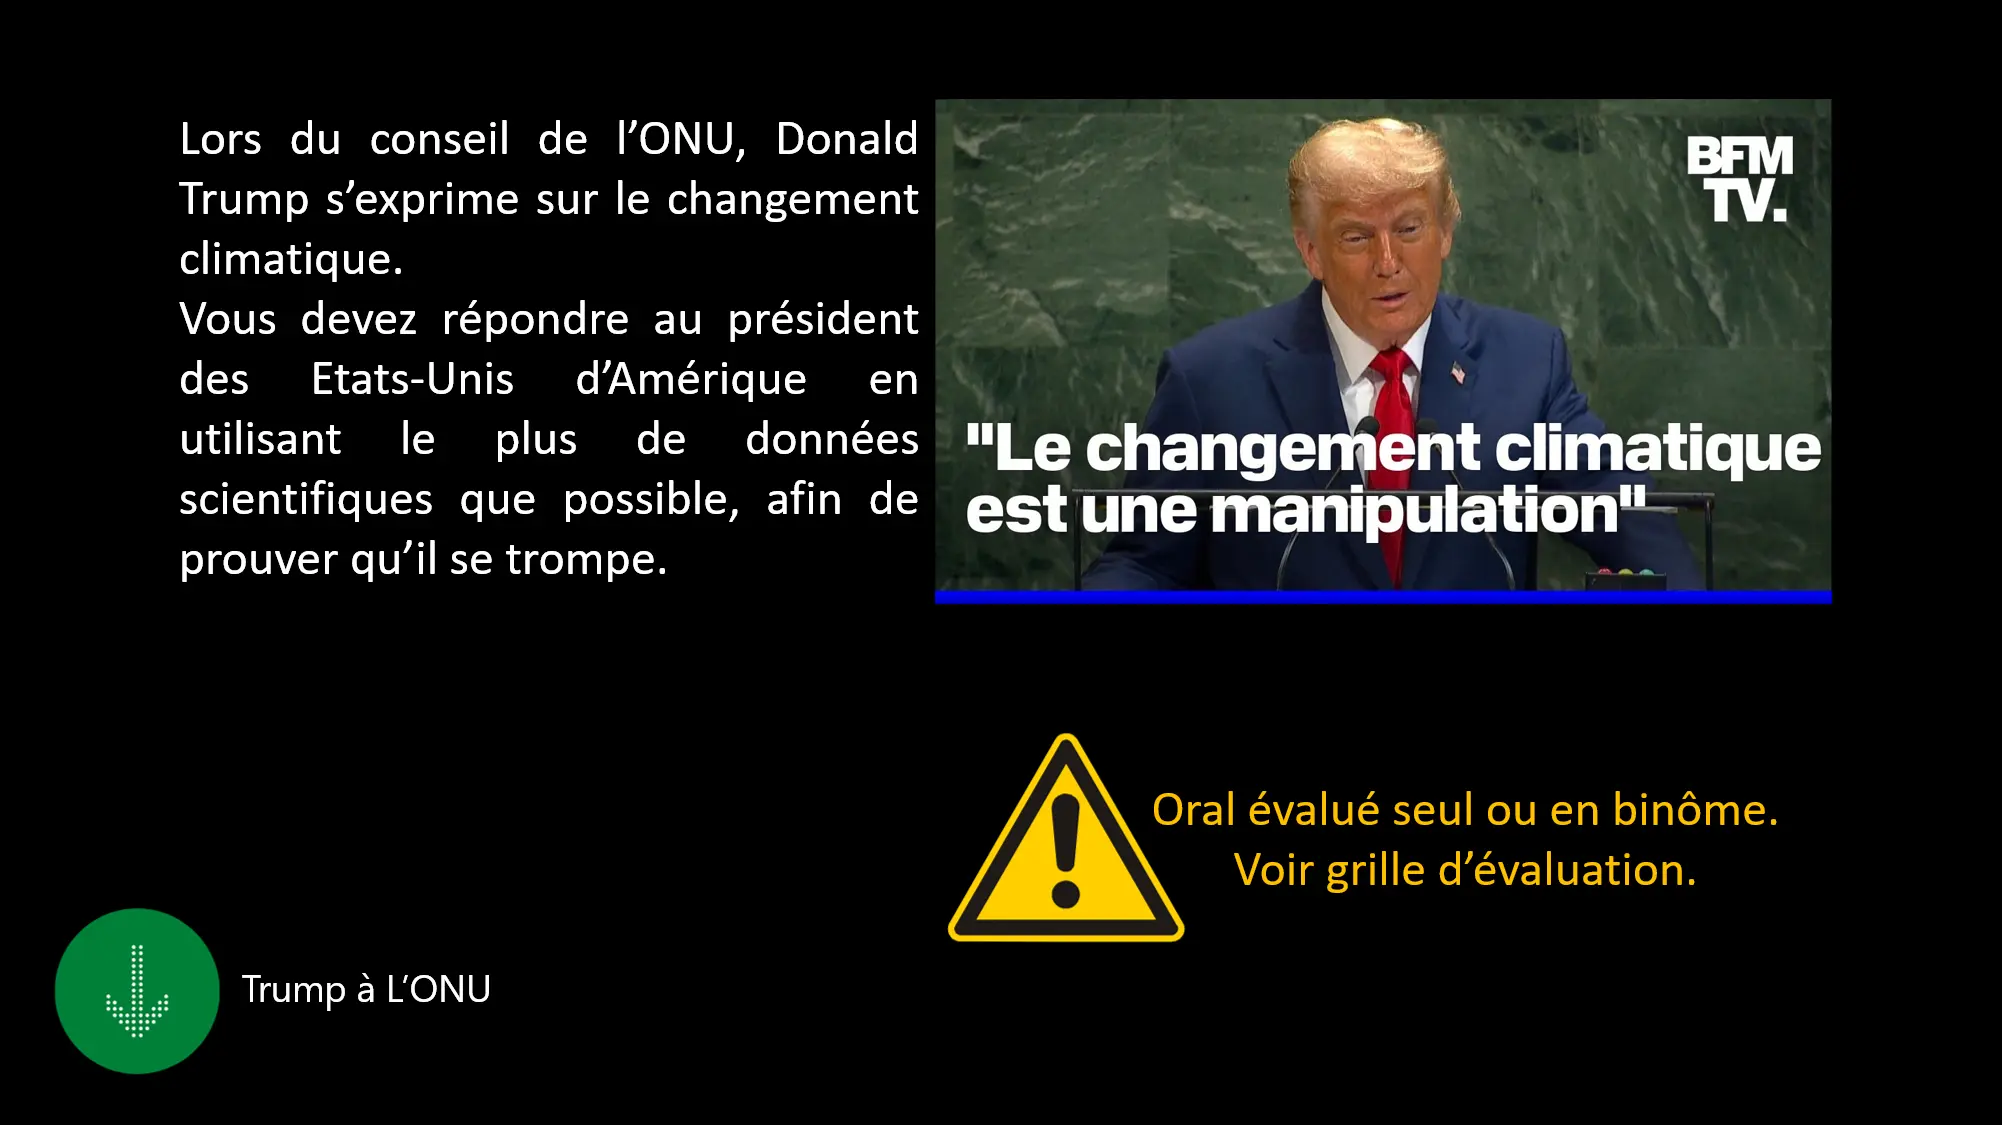 Lors du conseil de l’ONU, Donald
Trump s’exprime sur le changement
climatique.
Vous devez répondre au président
des Etats-Unis d’Amérique en
utilisant le plus de données
scientifiques que possible, afin de
prouver qu’il se trompe.
BFM
TV.
"Le changement climatique
est une manipulation"
Oral évalué seul ou en binôme.
Voir grille d’évaluation.
Trump à L’ONU